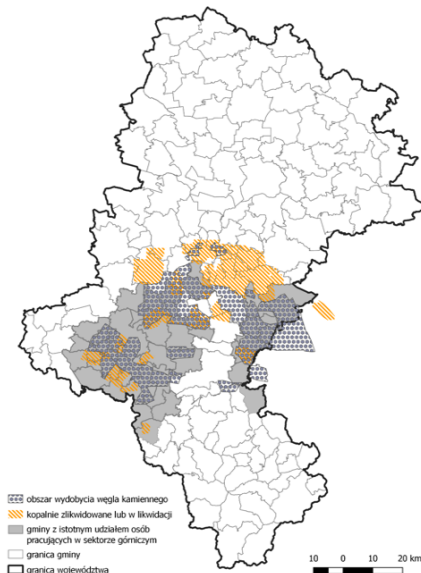 obszar wydobycia węgla kamiennego
kopalnie zlikwidowane lub w likwidacji
gminy z istotnym udziałem osób
pracujących w sektorze górniczym
granica gminy
granica województwa
10 0 10 20 km